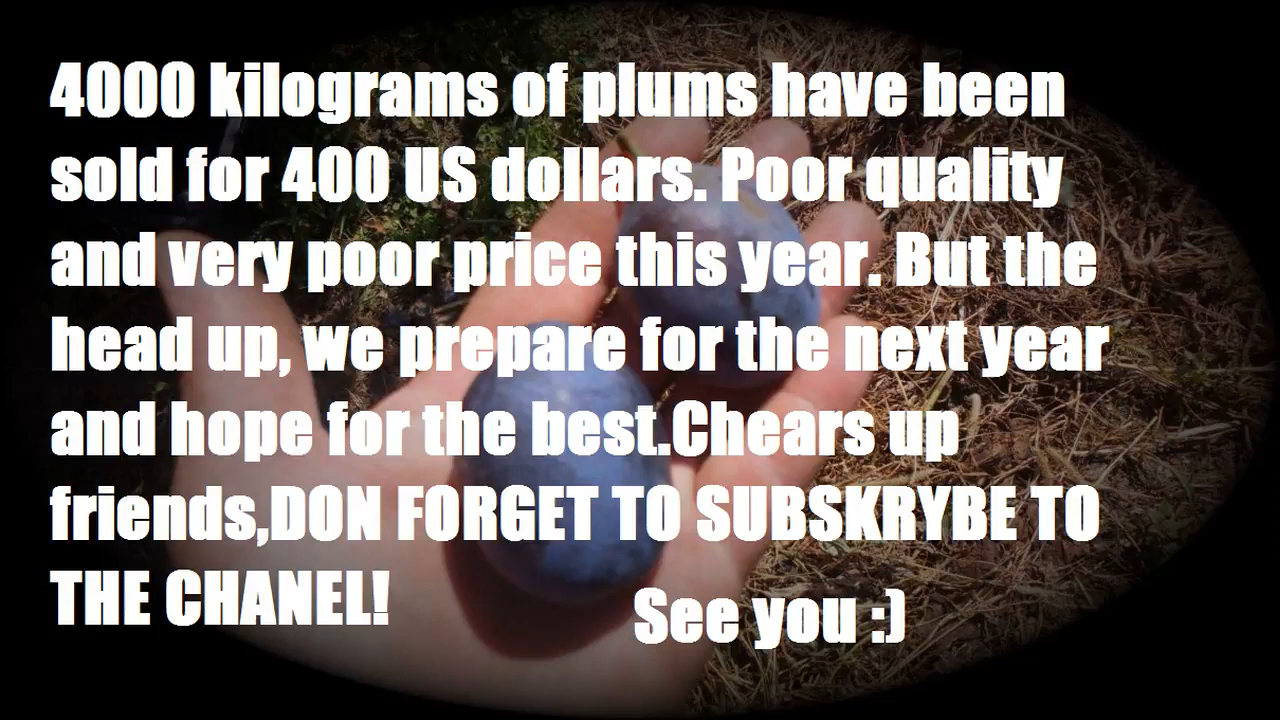 4000 kilograms of plums have been
sold for 400 US dollars. Poor quality
and very poor price this year. But the
head up, we prepare for the next year
and hope for the best.Chears up
friends,DON FORGET TO SUBSKRYBE TO
THE CHANEL!
See you :)